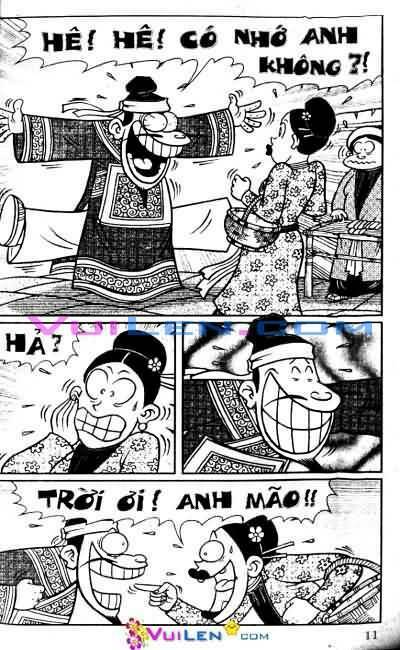 HÊ! HÊ! CÓ NHỚ ANH
KHÔNG?!
VUILEN.COM
HẢ?
TRỜI ƠI! ANH MÃO!!
11
VUILEN.COM